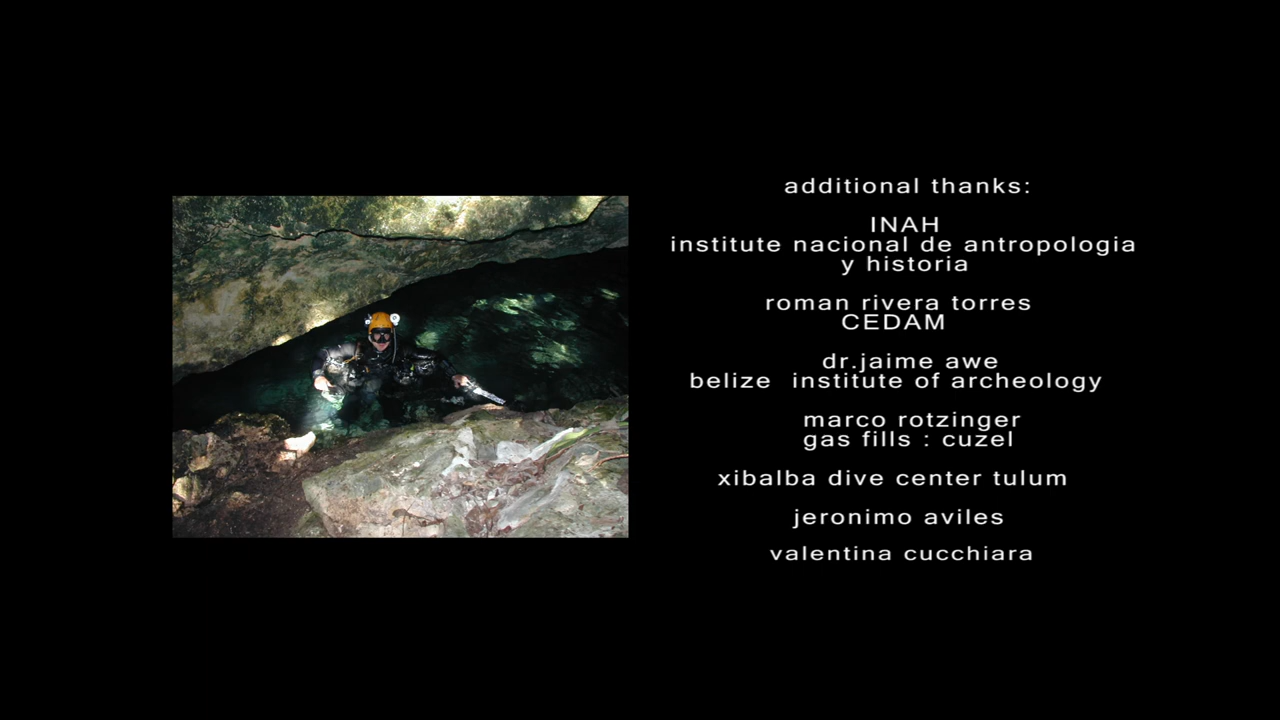 additional thanks:
INAH
institute nacional de antropologia
y historia
roman rivera torres
CEDAM
dr.jaime awe
belize institute of archeology
marco rotzinger
gas fills : cuzel
xibalba dive center tulum
jeronimo aviles
valentina cucchiara